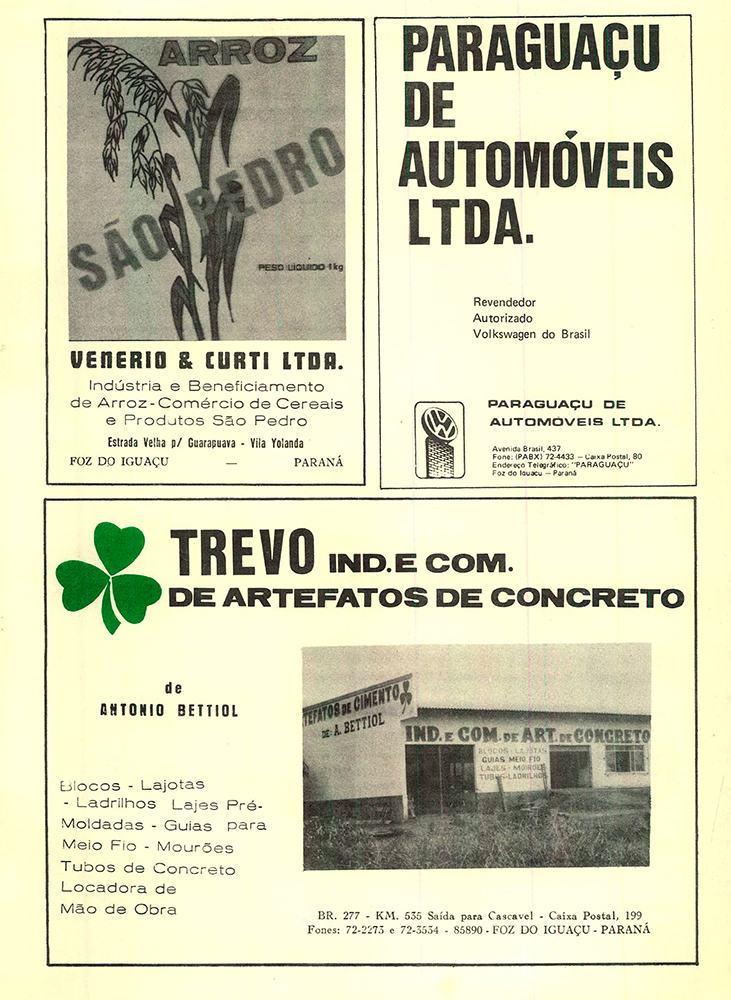 ARROZ
SÃO PEDRO
PESO LÍQUIDO 1kg
VENERIO & CURTI LTDA.
Indústria e Beneficiamento
de Arroz-Comércio de Cereais
e Produtos São Pedro
Estrada Velha p/ Guarapuava - Vila Yolanda
FOZ DO IGUAÇU — PARANÁ
PARAGUAÇU
DE
AUTOMÓVEIS
LTDA.
Revendedor
Autorizado
Volkswagen do Brasil
VW
PARAGUAÇU DE
AUTOMÓVEIS LTDA.
Avenida Brasil, 437
Fone: (PABX) 72-4433 — Caixa Postal, 80
Endereço Telegráfico: "PARAGUAÇU"
Foz do Iguaçu — Paraná
TREVO IND. E COM.
DE ARTEFATOS DE CONCRETO
de
ANTONIO BETTIOL
Blocos - Lajotas
- Ladrilhos Lajes Pré-
Moldadas - Guias para
Meio Fio - Mourões
Tubos de Concreto
Locadora de
Mão de Obra
TEFATOS DE CIMENTO
DE: A. BETTIOL
IND. E COM. DE ART. DE CONCRETO
BLOCOS - LAJOTAS
GUIAS MEIO FIO
LAJES - MOIRÕES
TUBOS-LADRILHOS
BR. 277 - KM. 535 Saída para Cascavel - Caixa Postal, 199
Fones: 72-2273 e 72-3534 - 85890 - FOZ DO IGUAÇU - PARANÁ